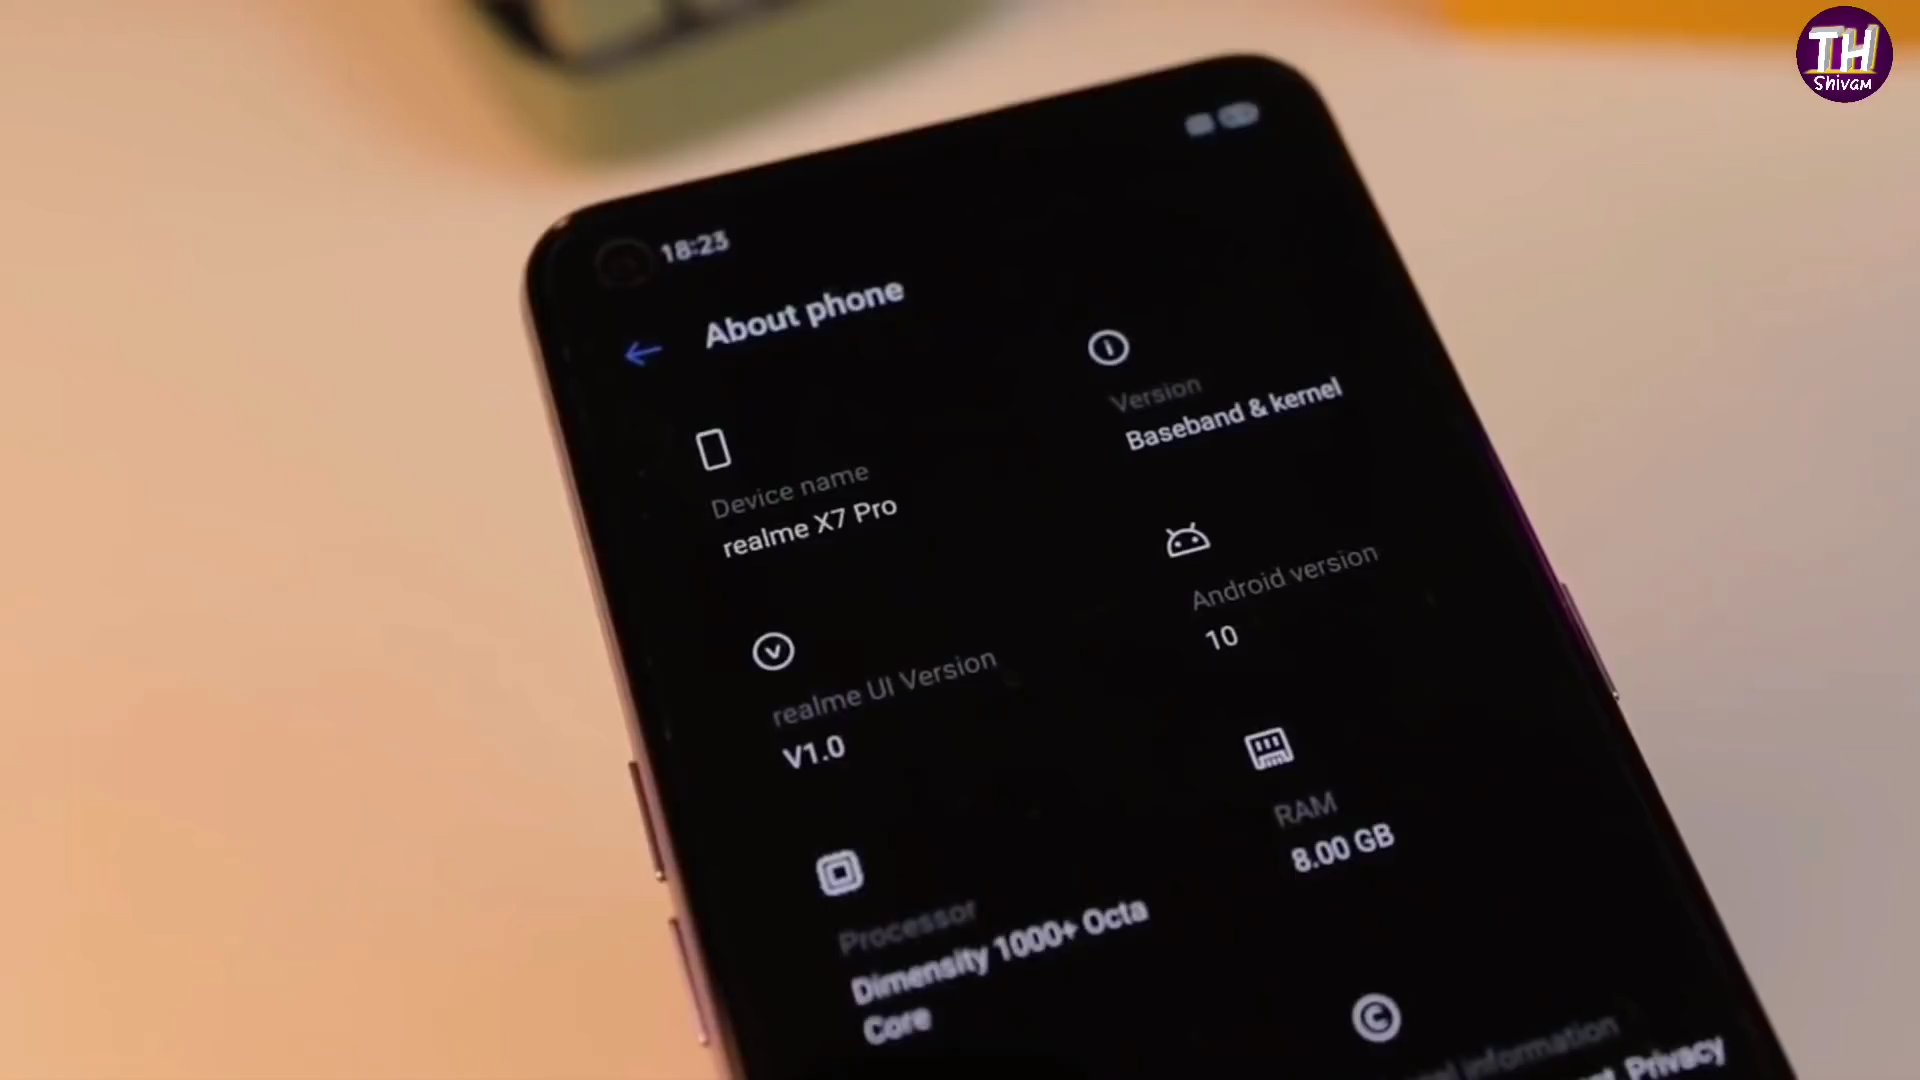 TH
Shivam
18:23
About phone
Version
Baseband & kernel
Device name
realme X7 Pro
Android version
10
realme UI Version
V1.0
RAM
8.00 GB
Processor
Dimensity 1000+ Octa
Core
information
Privacy